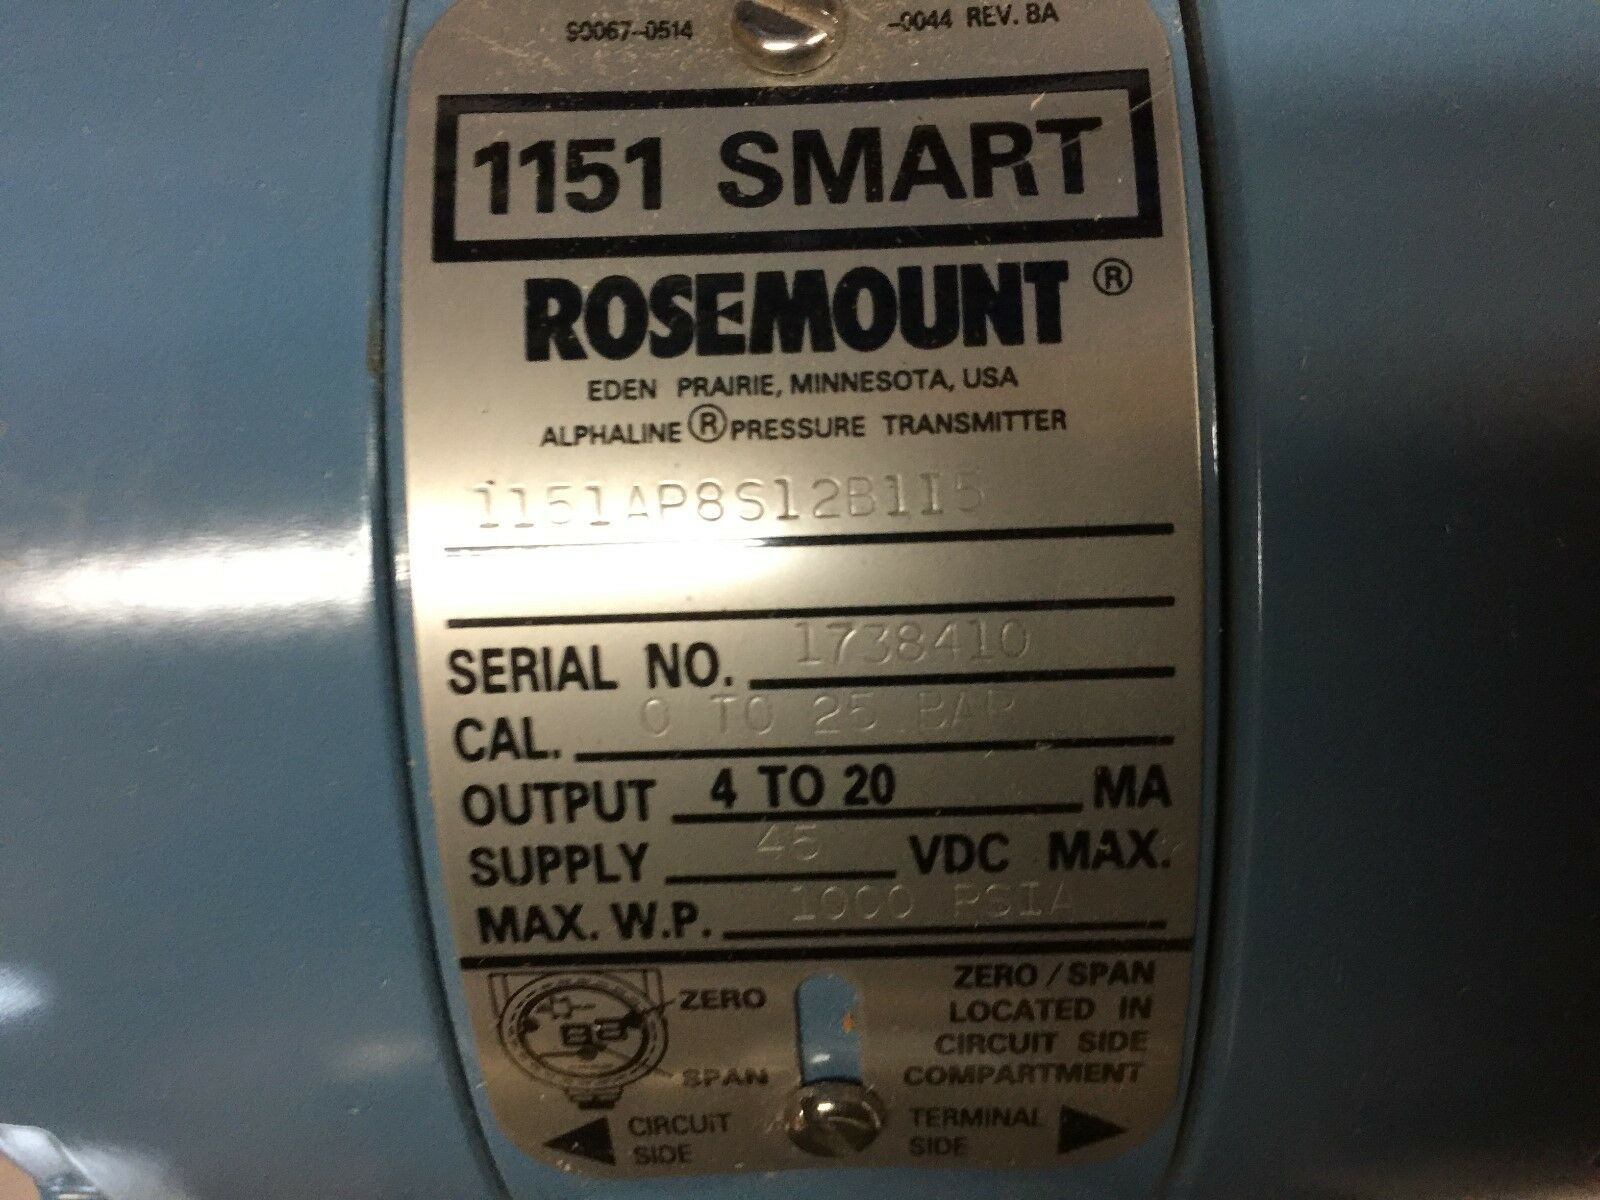 S0067-0514 -0044 REV. BA
1151 SMART
ROSEMOUNT ®
EDEN PRAIRIE, MINNESOTA, USA
ALPHALINE ® PRESSURE TRANSMITTER
1151AP8S12B1I5
SERIAL NO. 1738410
CAL. 0 TO 25 BAR
OUTPUT 4 TO 20 MA
SUPPLY 45 VDC MAX.
MAX. W.P. 1000 PSIA
ZERO
SPAN
ZERO / SPAN
LOCATED IN
CIRCUIT SIDE
COMPARTMENT
CIRCUIT
SIDE
TERMINAL
SIDE